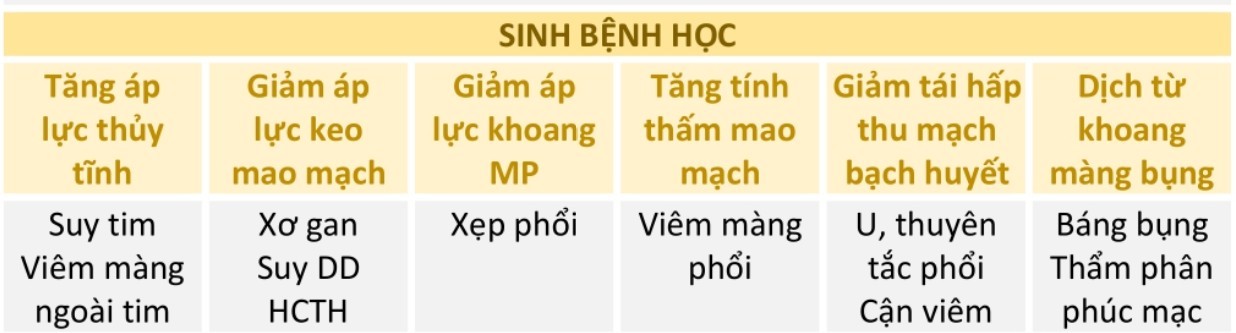 SINH BỆNH HỌC
Tăng áp
lực thủy
tĩnh
Giảm áp
lực keo
mao mạch
Giảm áp
lực khoang
MP
Tăng tính
thấm mao
mạch
Giảm tái hấp
thu mạch
bạch huyết
Dịch từ
khoang
màng bụng
Suy tim
Viêm màng
ngoài tim
Xơ gan
Suy DD
HCTH
Xẹp phổi
Viêm màng
phổi
U, thuyên
tắc phổi
Cận viêm
Báng bụng
Thẩm phân
phúc mạc